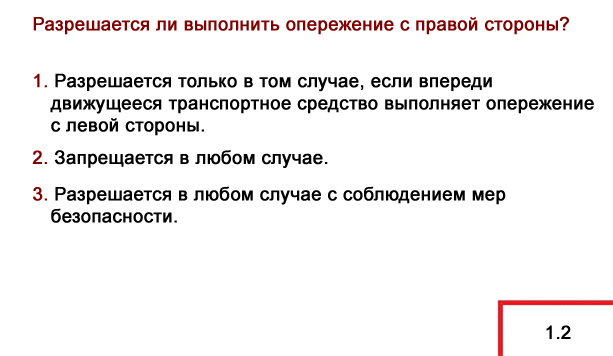 Разрешается ли выполнить опережение с правой стороны?
1. Разрешается только в том случае, если впереди
движущееся транспортное средство выполняет опережение
с левой стороны.
2. Запрещается в любом случае.
3. Разрешается в любом случае с соблюдением мер
безопасности.
1.2